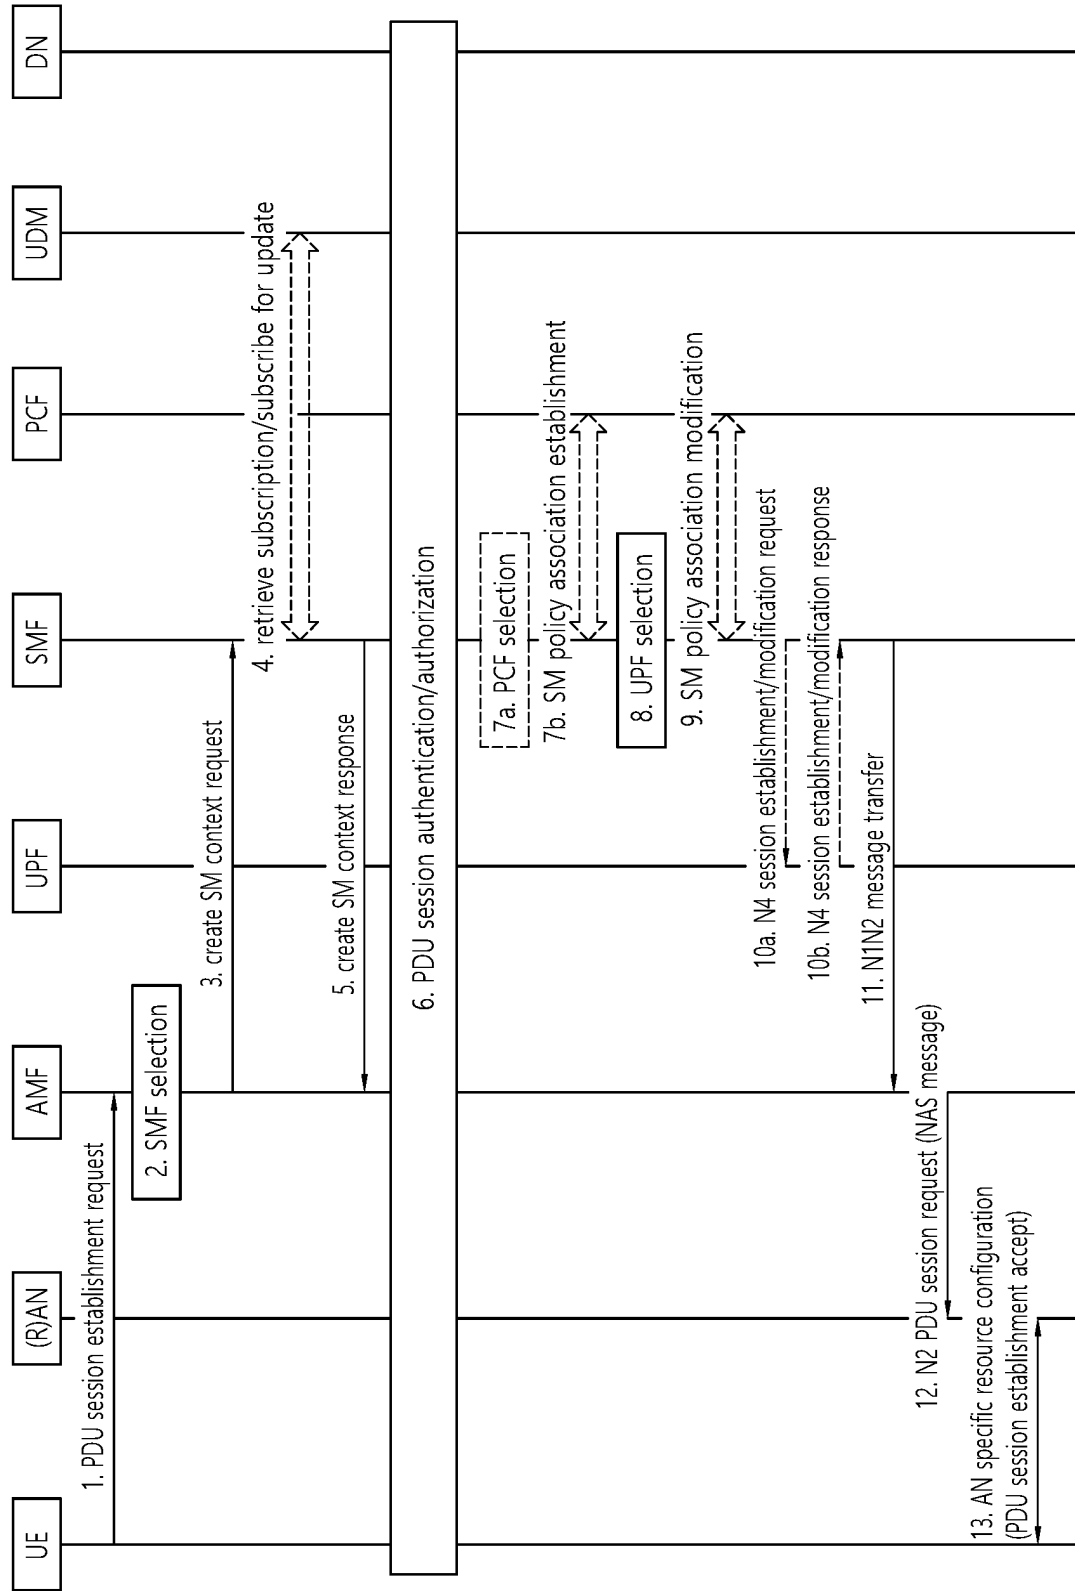 UE
(R)AN
AMF
UPF
SMF
PCF
UDM
DN
1. PDU session establishment request
2. SMF selection
3. create SM context request
4. retrieve subscription/subscribe for update
5. create SM context response
6. PDU session authentication/authorization
7a. PCF selection
7b. SM policy association establishment
8. UPF selection
9. SM policy association modification
10a. N4 session establishment/modification request
10b. N4 session establishment/modification response
11. N1N2 message transfer
12. N2 PDU session request (NAS message)
13. AN specific resource configuration
(PDU session establishment accept)